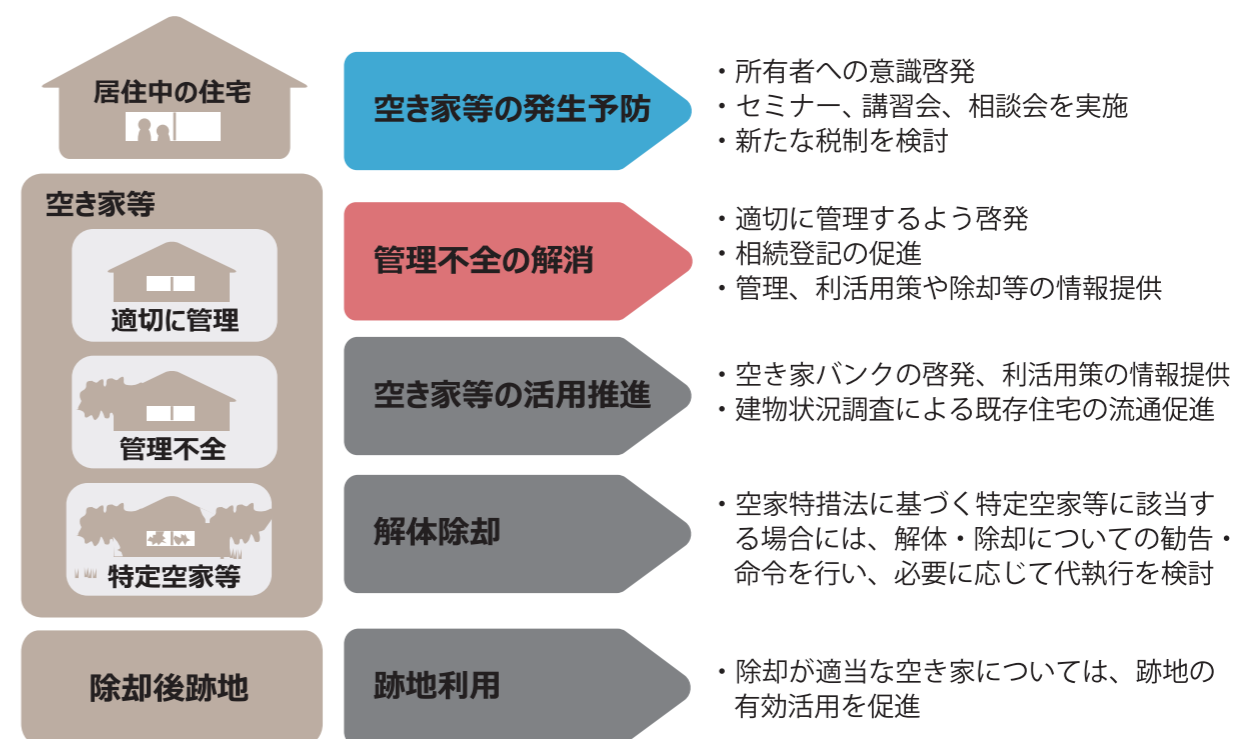 居住中の住宅
空き家等の発生予防
・所有者への意識啓発
・セミナー、講習会、相談会を実施
・新たな税制を検討
空き家等
適切に管理
管理不全
特定空家等
管理不全の解消
・適切に管理するよう啓発
・相続登記の促進
・管理、利活用策や除却等の情報提供
空き家等の活用推進
・空き家バンクの啓発、利活用策の情報提供
・建物状況調査による既存住宅の流通促進
解体除却
・空家特措法に基づく特定空家等に該当す
る場合には、解体・除却についての勧告・
命令を行い、必要に応じて代執行を検討
除却後跡地
跡地利用
・除却が適当な空き家については、跡地の
有効活用を促進